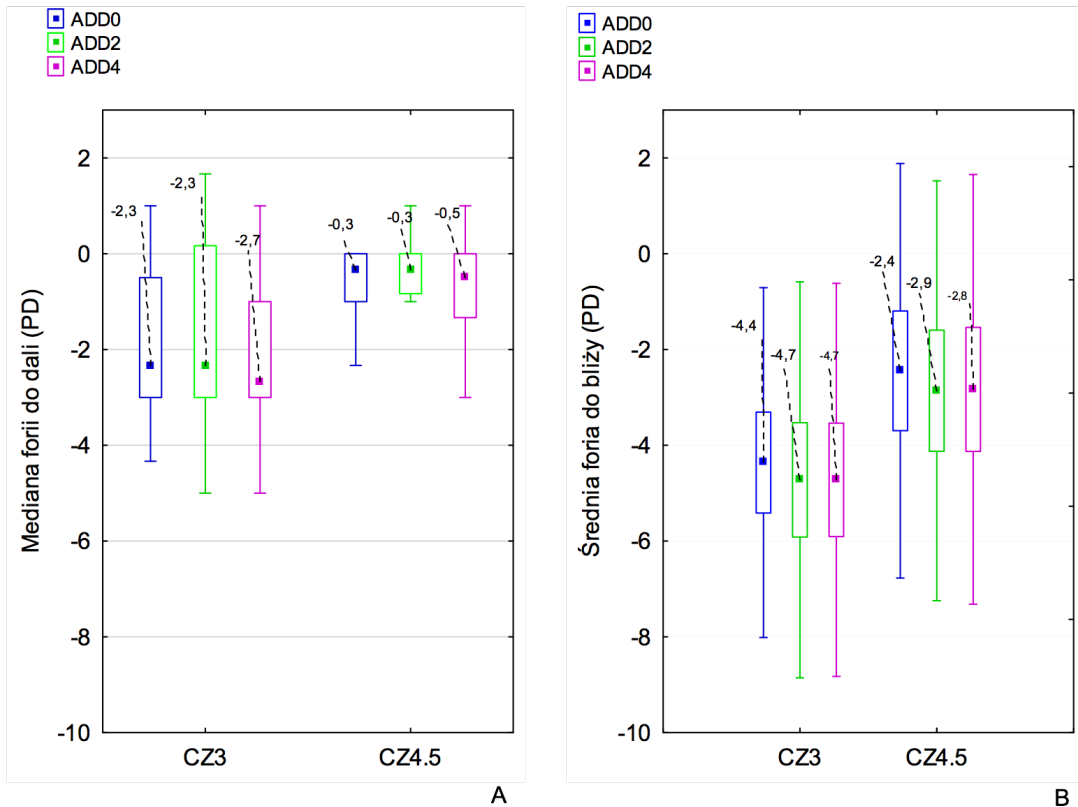 ADD0
ADD2
ADD4
Mediana forii do dali (PD)
2
0
-2
-4
-6
-8
-10
-2,3
-2,3
-2,7
-0,3
-0,3
-0,5
CZ3
CZ4.5
A
ADD0
ADD2
ADD4
Średnia foria do bliży (PD)
2
0
-2
-4
-6
-8
-10
-4,4
-4,7
-4,7
-2,4
-2,9
-2,8
CZ3
CZ4.5
B